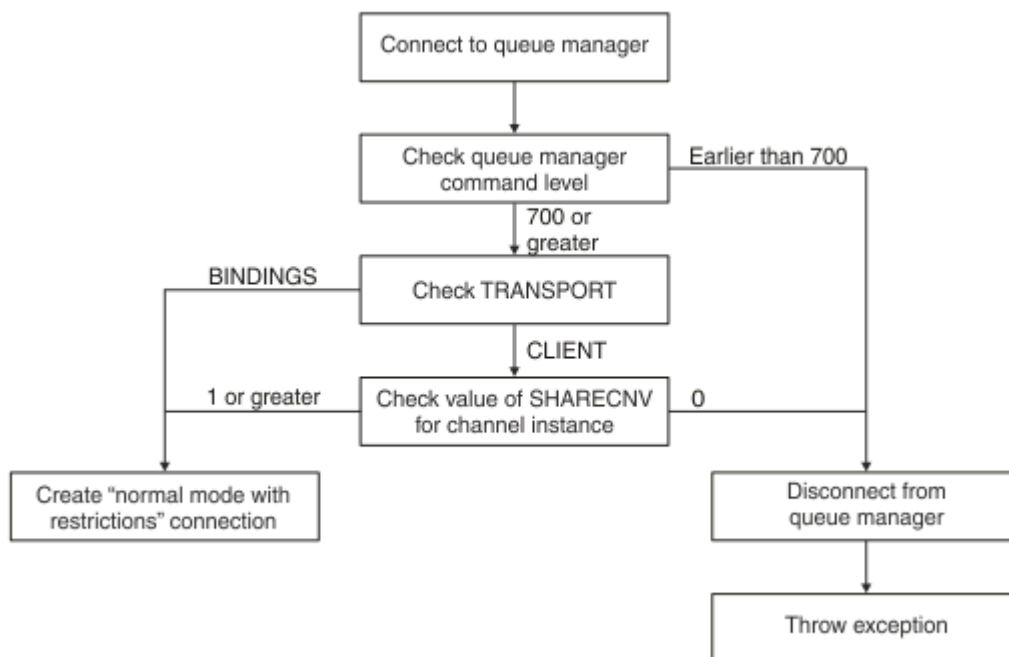 Connect to queue manager
Check queue manager
command level
Earlier than 700
700 or
greater
BINDINGS
Check TRANSPORT
CLIENT
1 or greater
Check value of SHARECNV
for channel instance
0
Create “normal mode with
restrictions” connection
Disconnect from
queue manager
Throw exception